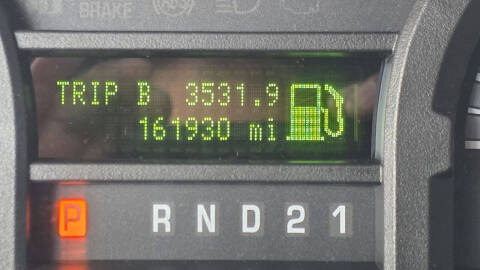 BRAKE
TRIP B 3531.9
161930 mi
P R N D 2 1